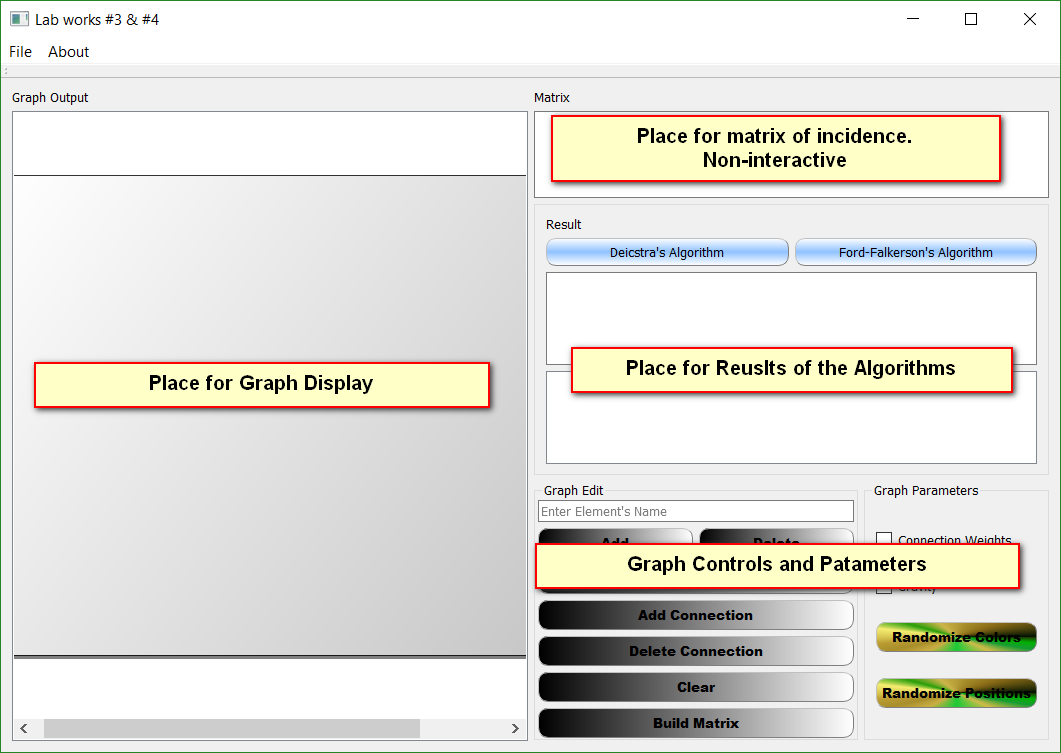 Lab works #3 & #4
File About
Graph Output
Matrix
Place for matrix of incidence.
Non-interactive
Result
Deicstra's Algorithm
Ford-Falkerson's Algorithm
Place for Graph Display
Place for Reuslts of the Algorithms
Graph Edit
Enter Element's Name
Add
Delete
Graph Parameters
Connection Weights
Graph Controls and Patameters
Gravity
Add Connection
Delete Connection
Clear
Build Matrix
Randomize Colors
Randomize Positions